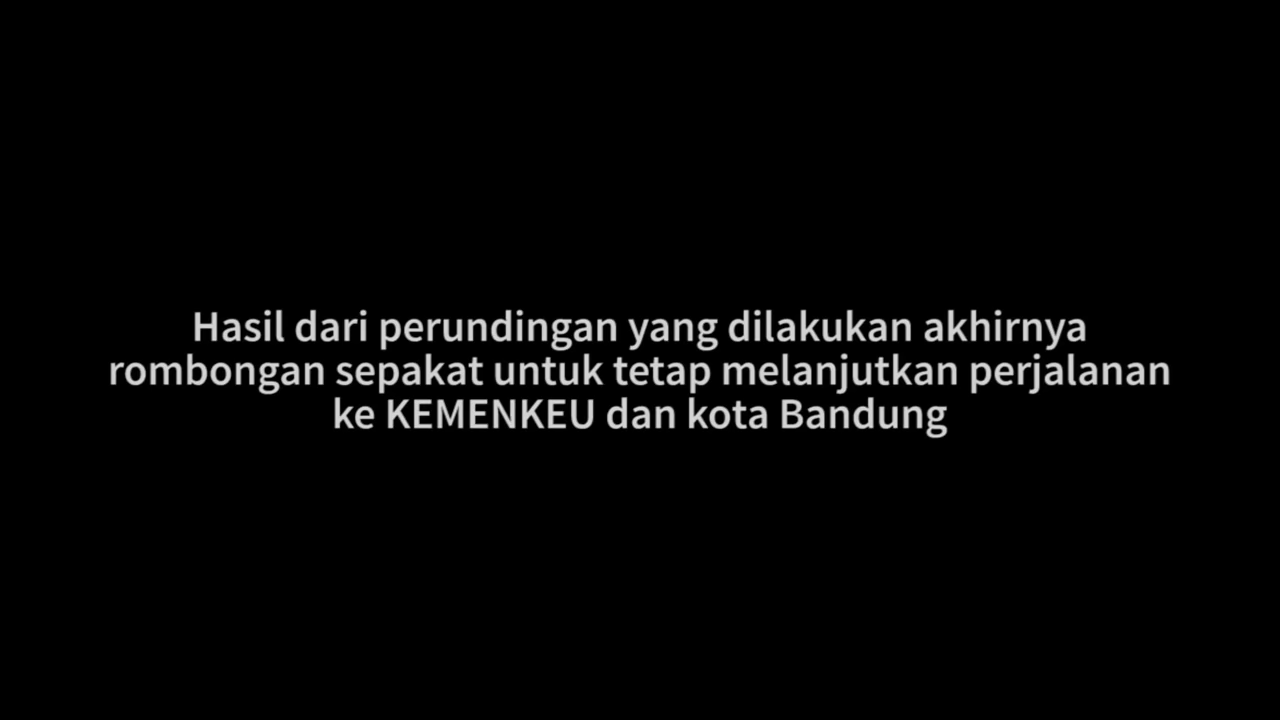 Hasil dari perundingan yang dilakukan akhirnya
rombongan sepakat untuk tetap melanjutkan perjalanan
ke KEMENKEU dan kota Bandung